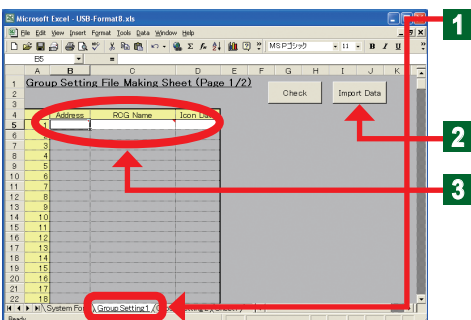 Microsoft Excel - USB-FormatB.xls
File Edit View Insert Format Tools Data Window Help
MS Pゴシック 11 B I U
B5 =
A B C D E F G H I J K
1 Group Setting File Making Sheet (Page 1/2)
Check Import Data
2
3
4 Address RCG Name Icon Da
5 1
6
7 3
8 4
9 5
10 6
11 7
12 8
13 9
14 10
15 11
16 12
17 13
18 14
19 15
20 16
21 17
22 18
System Fo Group Setting1
Ready
1
2
3